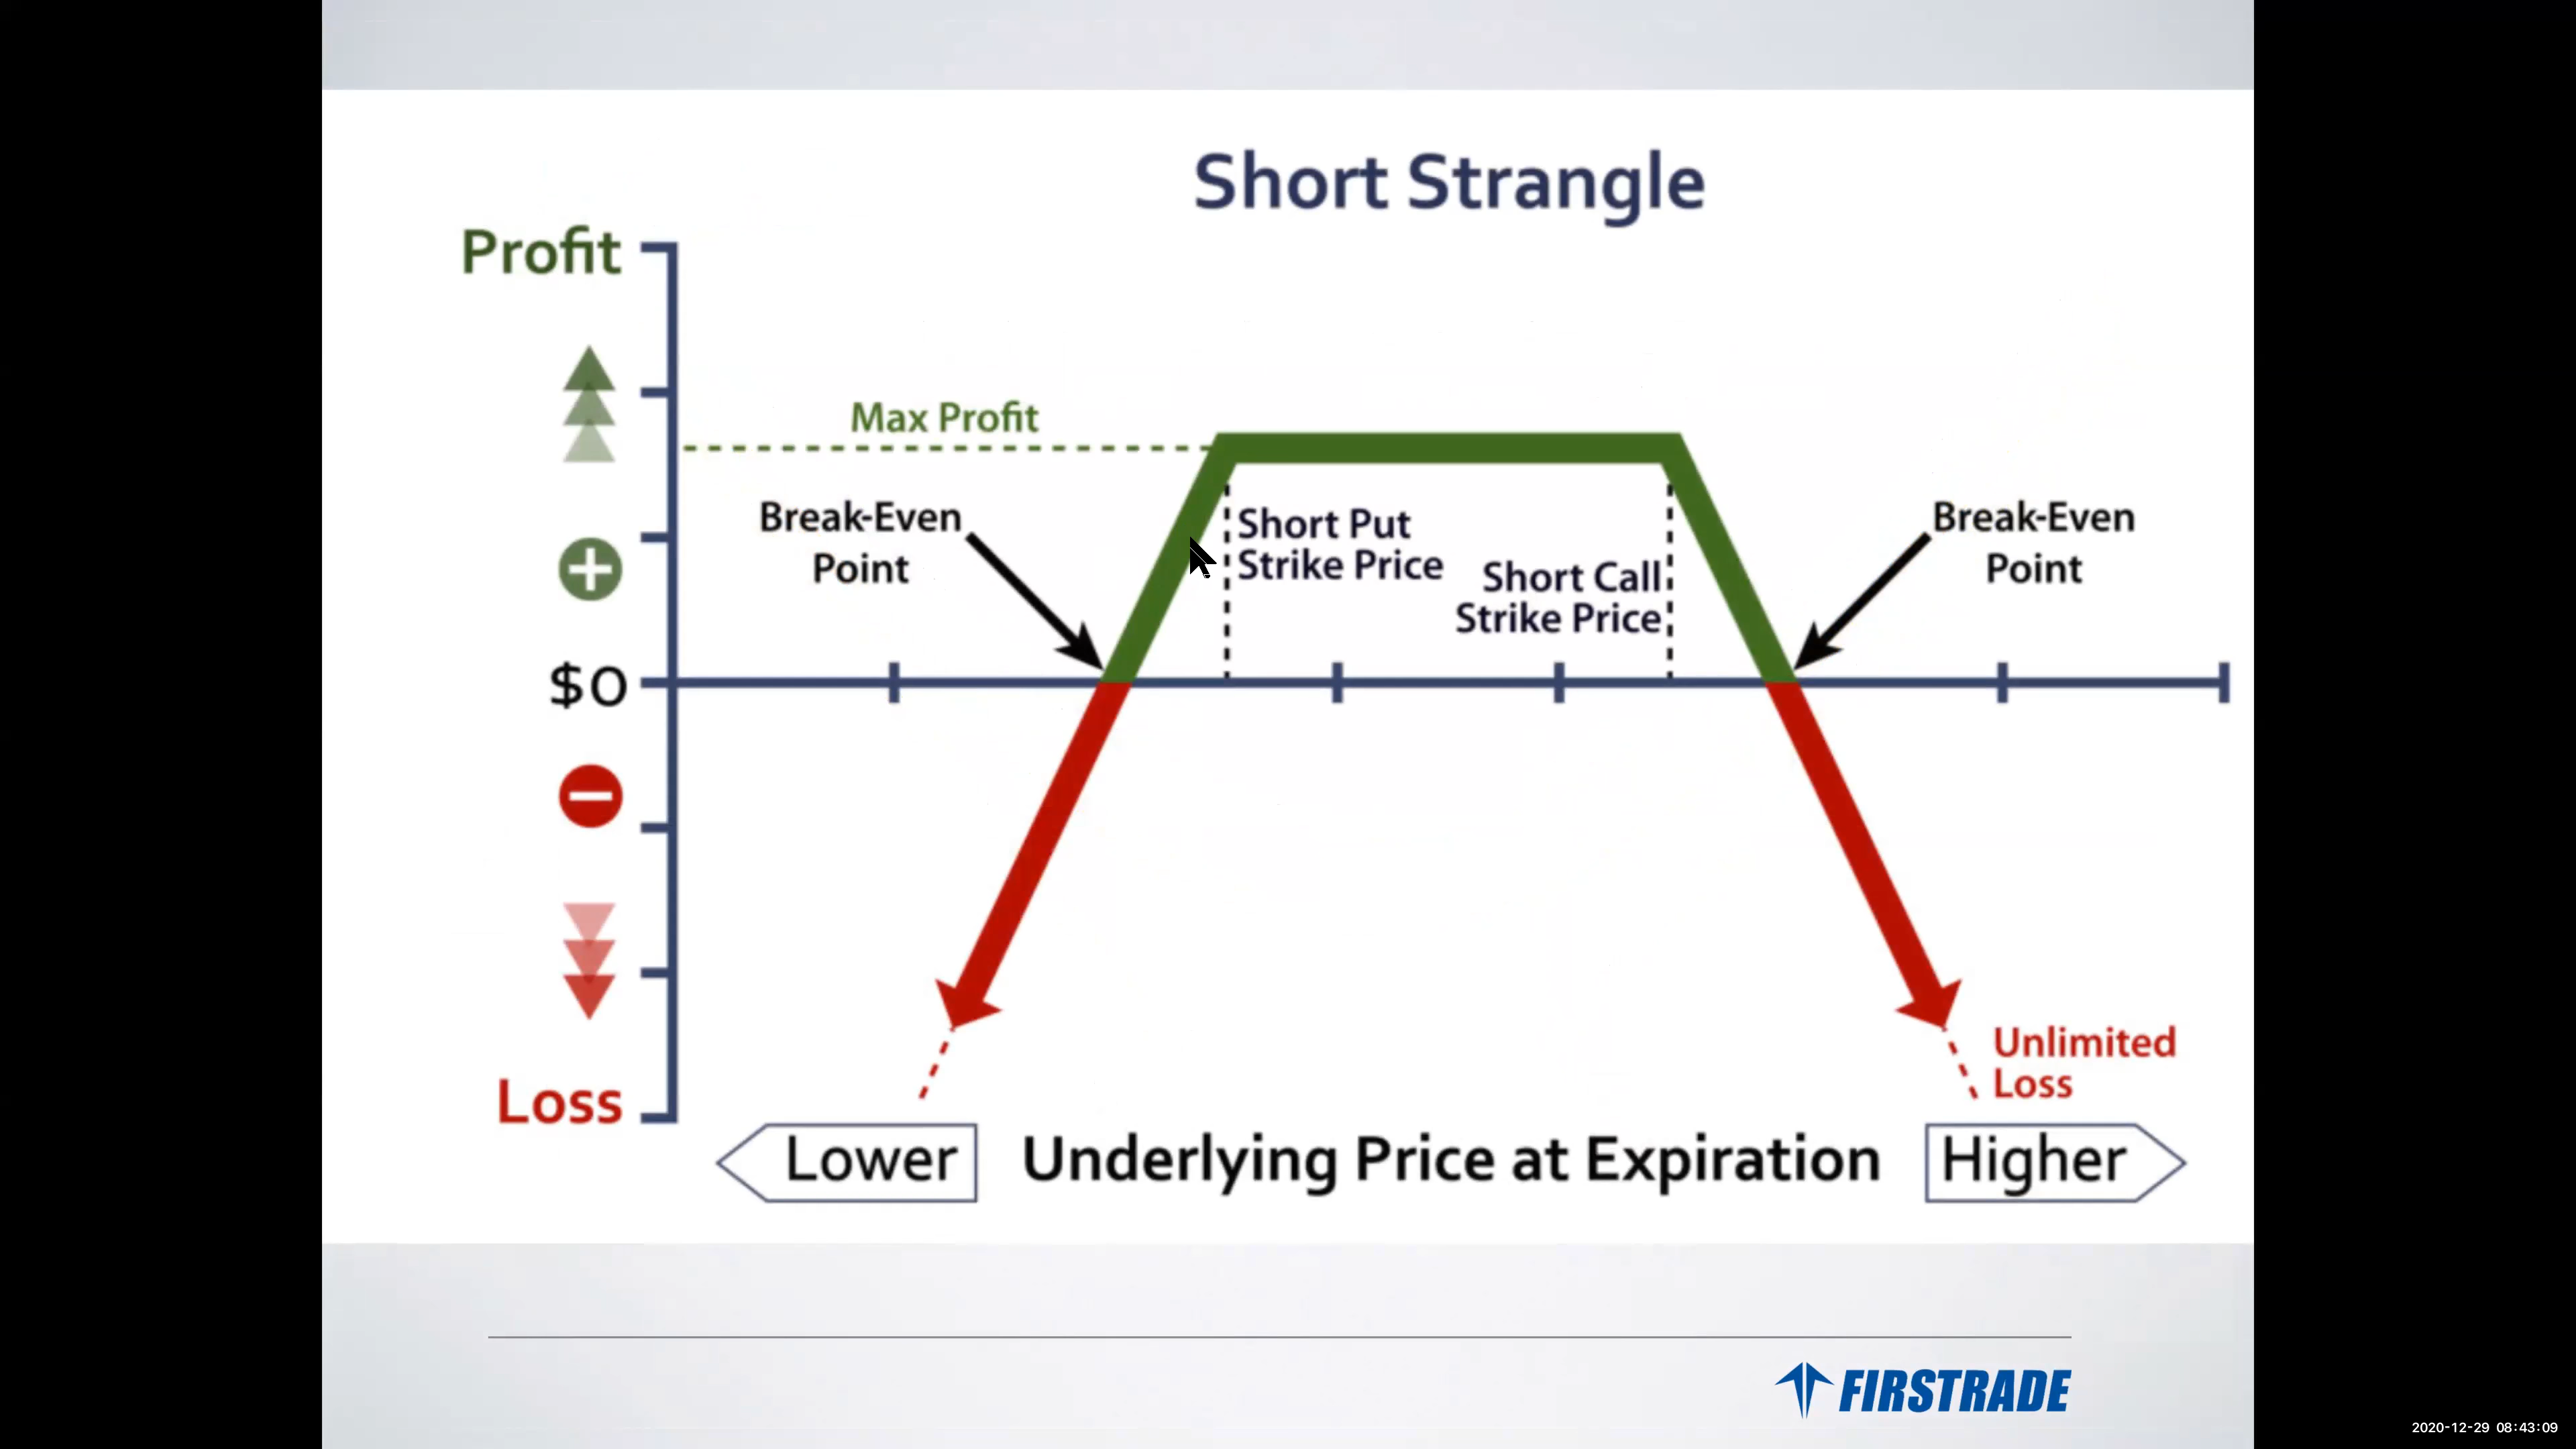 Short Strangle
Profit
Max Profit
Break-Even
Point
Short Put
Strike Price
Short Call
Strike Price
Break-Even
Point
$0
Unlimited
Loss
Loss
Lower
Underlying Price at Expiration
Higher
FIRSTRADE
2020-12-29 08:43:09